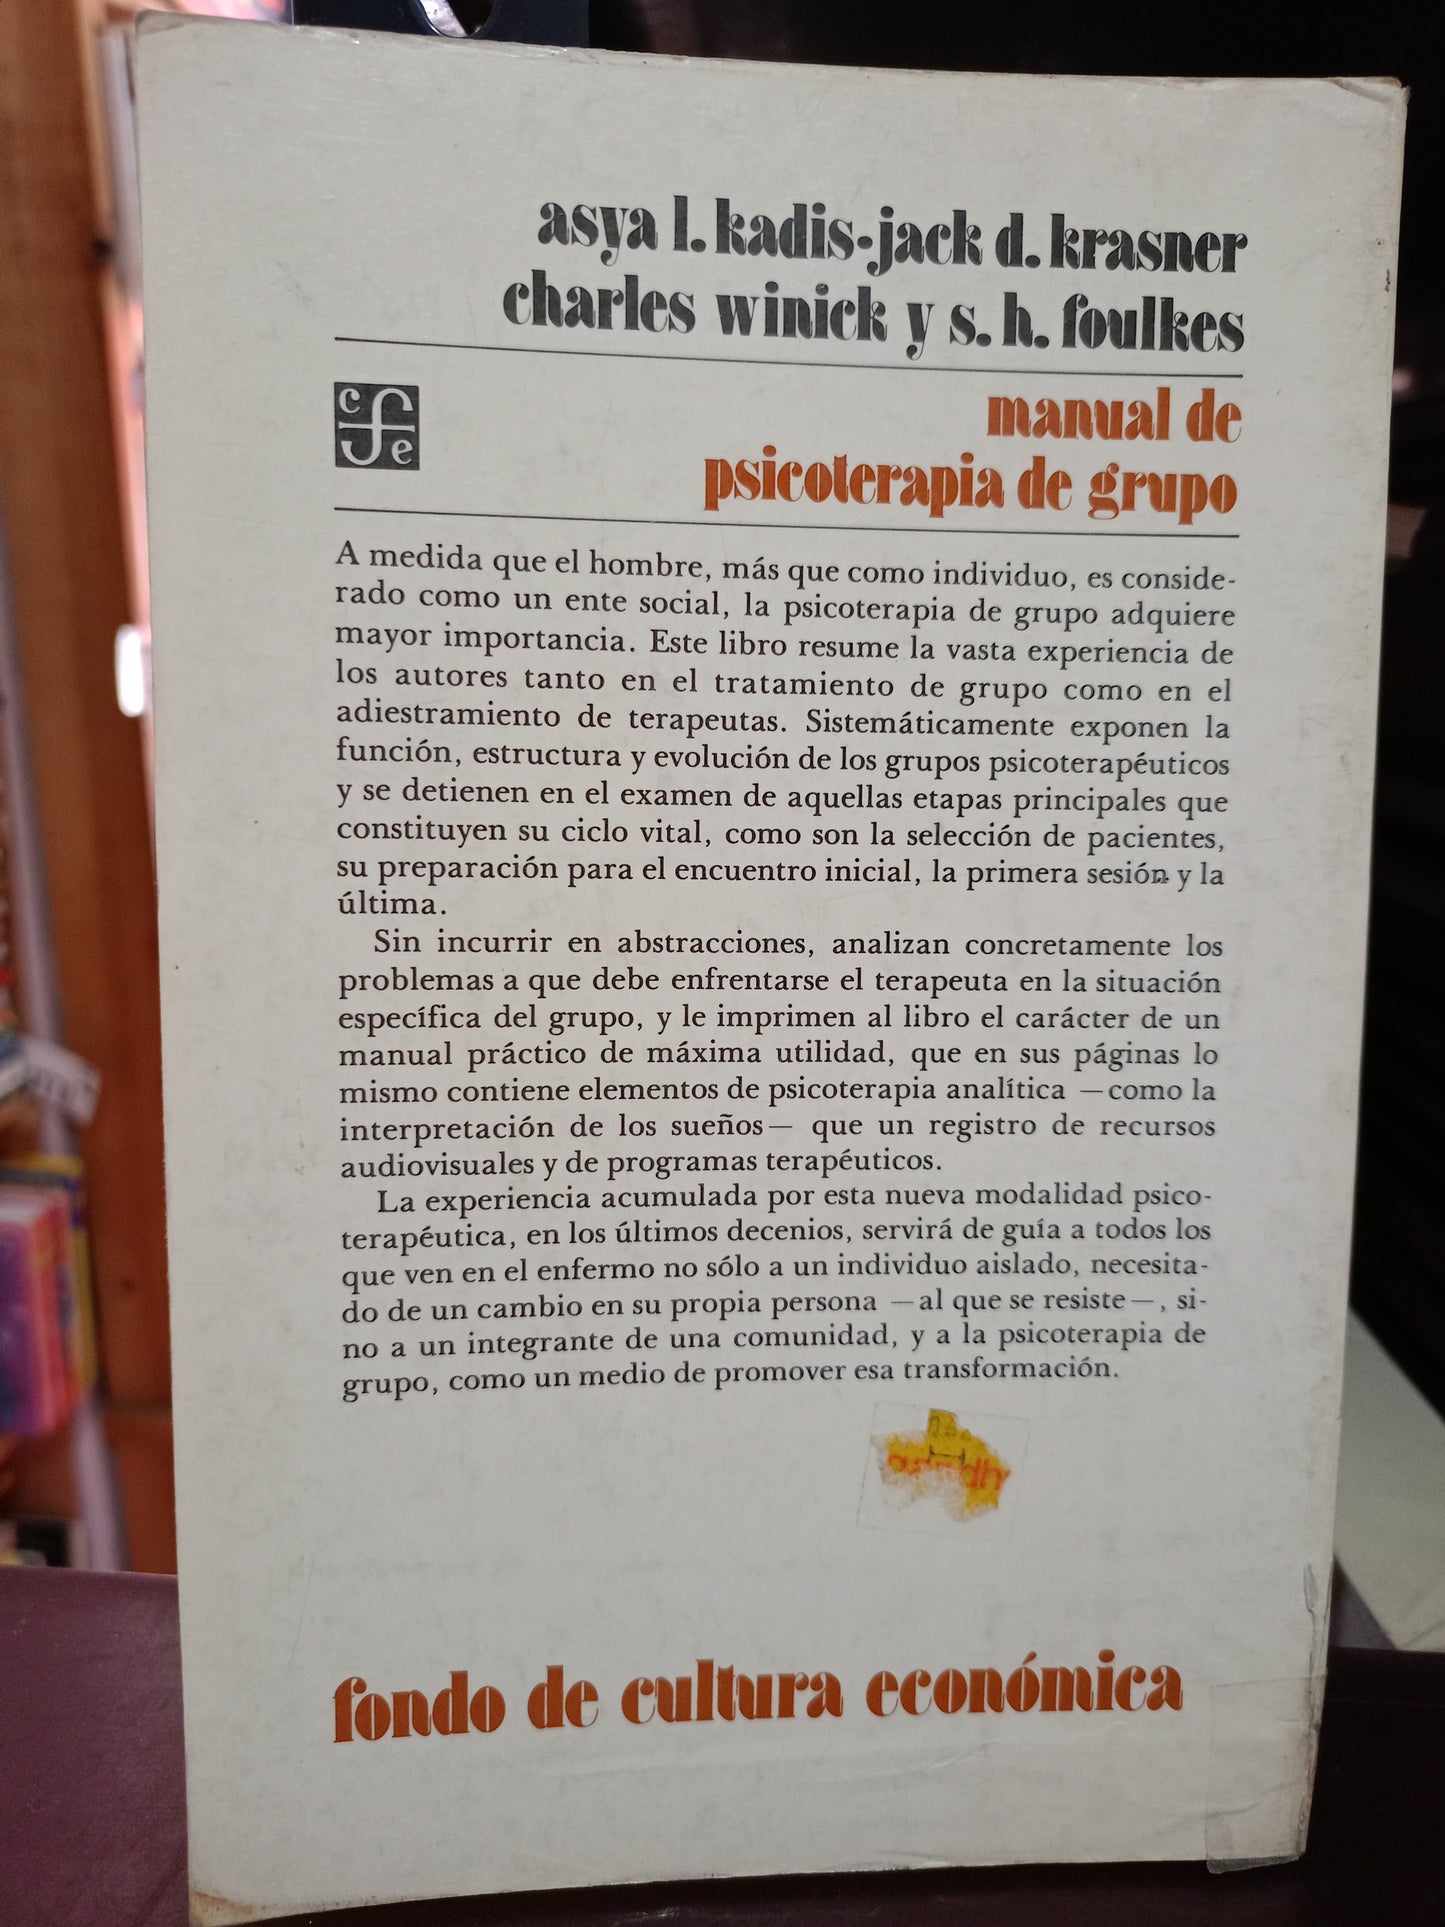 asya l. kadis-jack d. krasner
charles winick y s. h. foulkes
cfe
manual de
psicoterapia de grupo
A medida que el hombre, más que como individuo, es conside-
rado como un ente social, la psicoterapia de grupo adquiere
mayor importancia. Este libro resume la vasta experiencia de
los autores tanto en el tratamiento de grupo como en el
adiestramiento de terapeutas. Sistemáticamente exponen la
función, estructura y evolución de los grupos psicoterapéuticos
y se detienen en el examen de aquellas etapas principales que
constituyen su ciclo vital, como son la selección de pacientes,
su preparación para el encuentro inicial, la primera sesión y la
última.
Sin incurrir en abstracciones, analizan concretamente los
problemas a que debe enfrentarse el terapeuta en la situación
específica del grupo, y le imprimen al libro el carácter de un
manual práctico de máxima utilidad, que en sus páginas lo
mismo contiene elementos de psicoterapia analítica —como la
interpretación de los sueños— que un registro de recursos
audiovisuales y de programas terapéuticos.
La experiencia acumulada por esta nueva modalidad psico-
terapéutica, en los últimos decenios, servirá de guía a todos los
que ven en el enfermo no sólo a un individuo aislado, necesita-
do de un cambio en su propia persona —al que se resiste—, si-
no a un integrante de una comunidad, y a la psicoterapia de
grupo, como un medio de promover esa transformación.
fondo de cultura económica